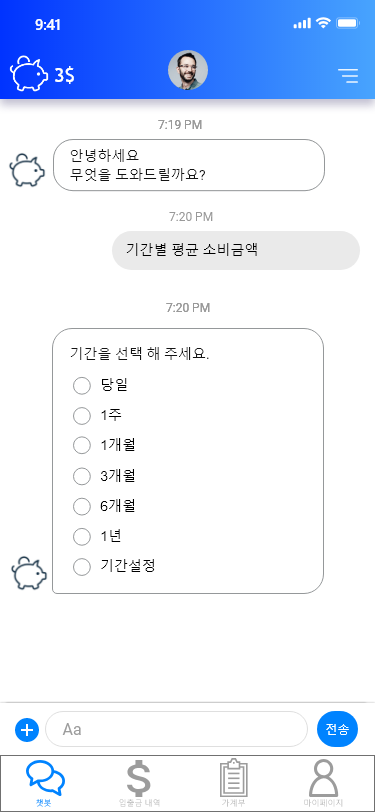 9:41
3$
7:19 PM
안녕하세요
무엇을 도와드릴까요?
7:20 PM
기간별 평균 소비금액
7:20 PM
기간을 선택 해 주세요.
당일
1주
1개월
3개월
6개월
1년
기간설정
Aa
전송
챗봇
입출금 내역
가계부
마이페이지